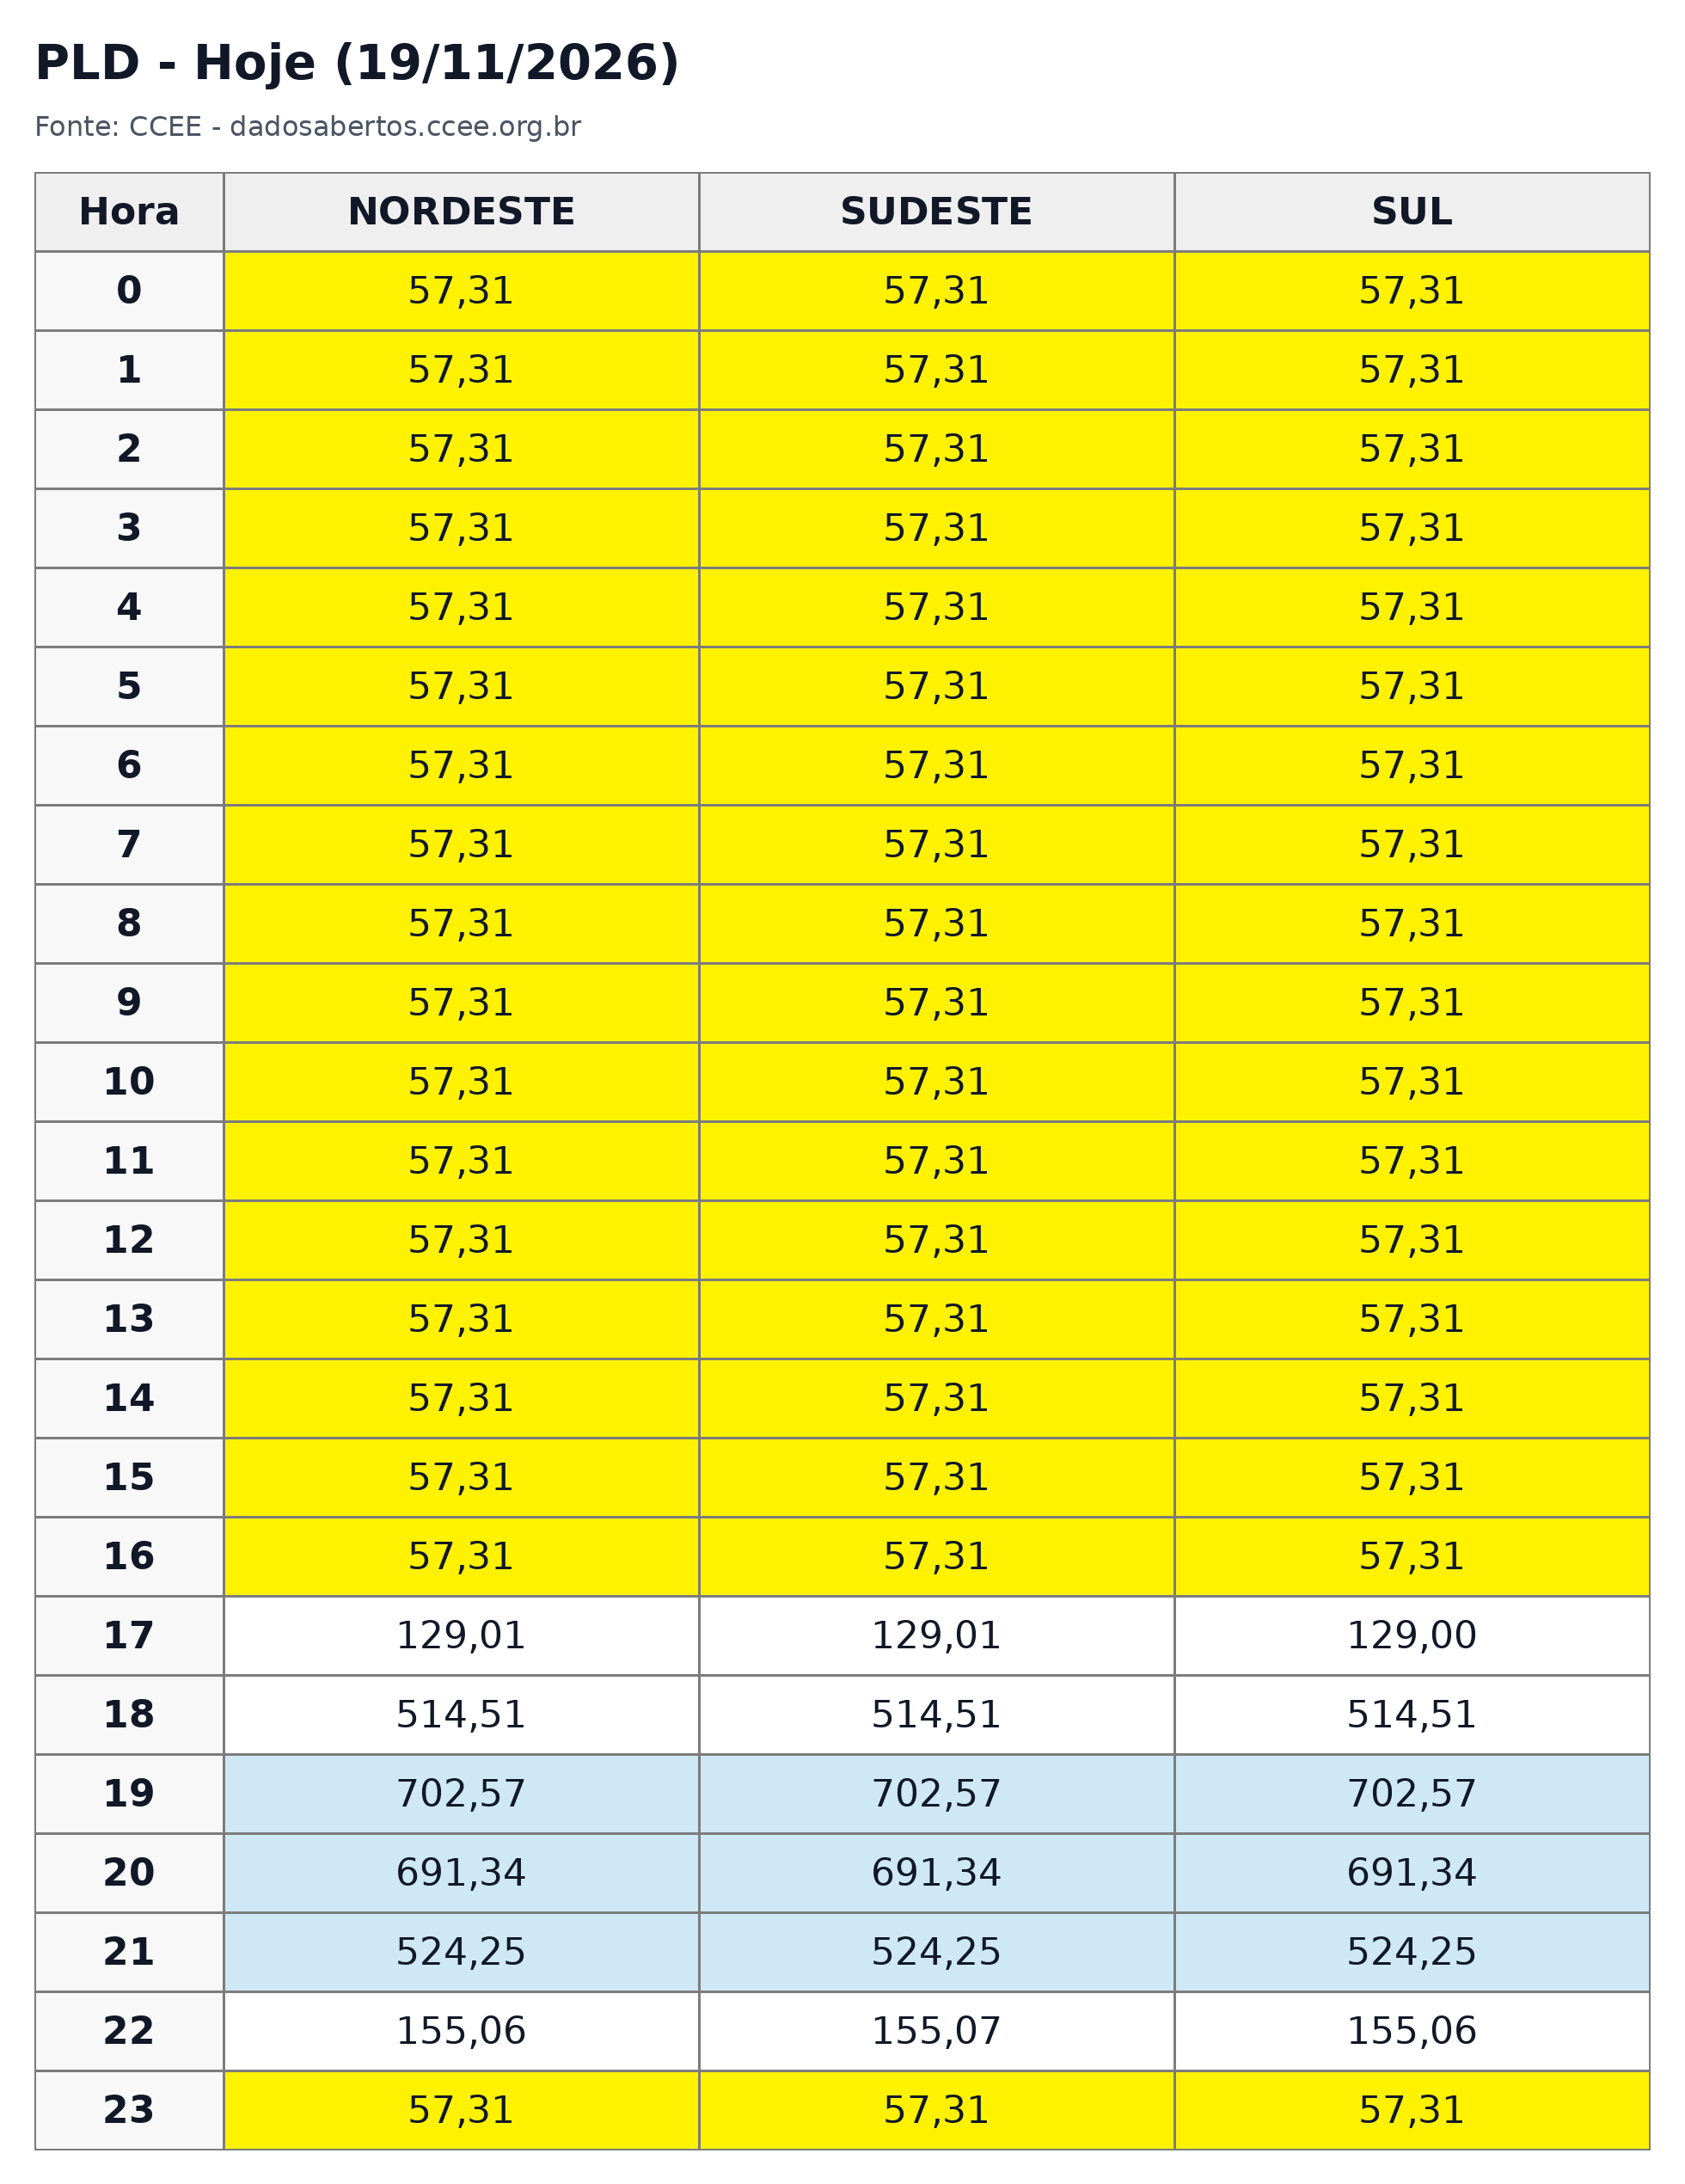 PLD - Hoje (19/11/2026)
Fonte: CCEE - dadosabertos.ccee.org.br
Hora NORDESTE SUDESTE SUL
0 57,31 57,31 57,31
1 57,31 57,31 57,31
2 57,31 57,31 57,31
3 57,31 57,31 57,31
4 57,31 57,31 57,31
5 57,31 57,31 57,31
6 57,31 57,31 57,31
7 57,31 57,31 57,31
8 57,31 57,31 57,31
9 57,31 57,31 57,31
10 57,31 57,31 57,31
11 57,31 57,31 57,31
12 57,31 57,31 57,31
13 57,31 57,31 57,31
14 57,31 57,31 57,31
15 57,31 57,31 57,31
16 57,31 57,31 57,31
17 129,01 129,01 129,00
18 514,51 514,51 514,51
19 702,57 702,57 702,57
20 691,34 691,34 691,34
21 524,25 524,25 524,25
22 155,06 155,07 155,06
23 57,31 57,31 57,31